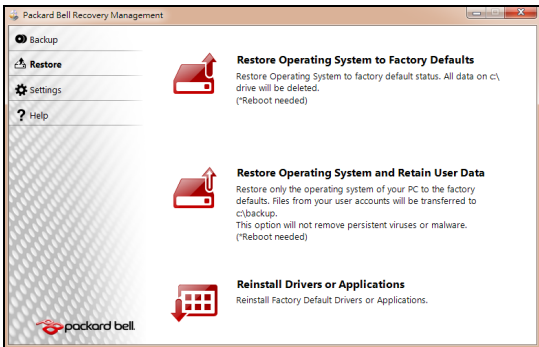 Packard Bell Recovery Management
Backup
Restore
Settings
? Help
Restore Operating System to Factory Defaults
Restore Operating System to factory default status. All data on c:\
drive will be deleted.
(*Reboot needed)
Restore Operating System and Retain User Data
Restore only the operating system of your PC to the factory
defaults. Files from your user accounts will be transferred to
c:\backup.
This option will not remove persistent viruses or malware.
(*Reboot needed)
Reinstall Drivers or Applications
Reinstall Factory Default Drivers or Applications.
packard bell.